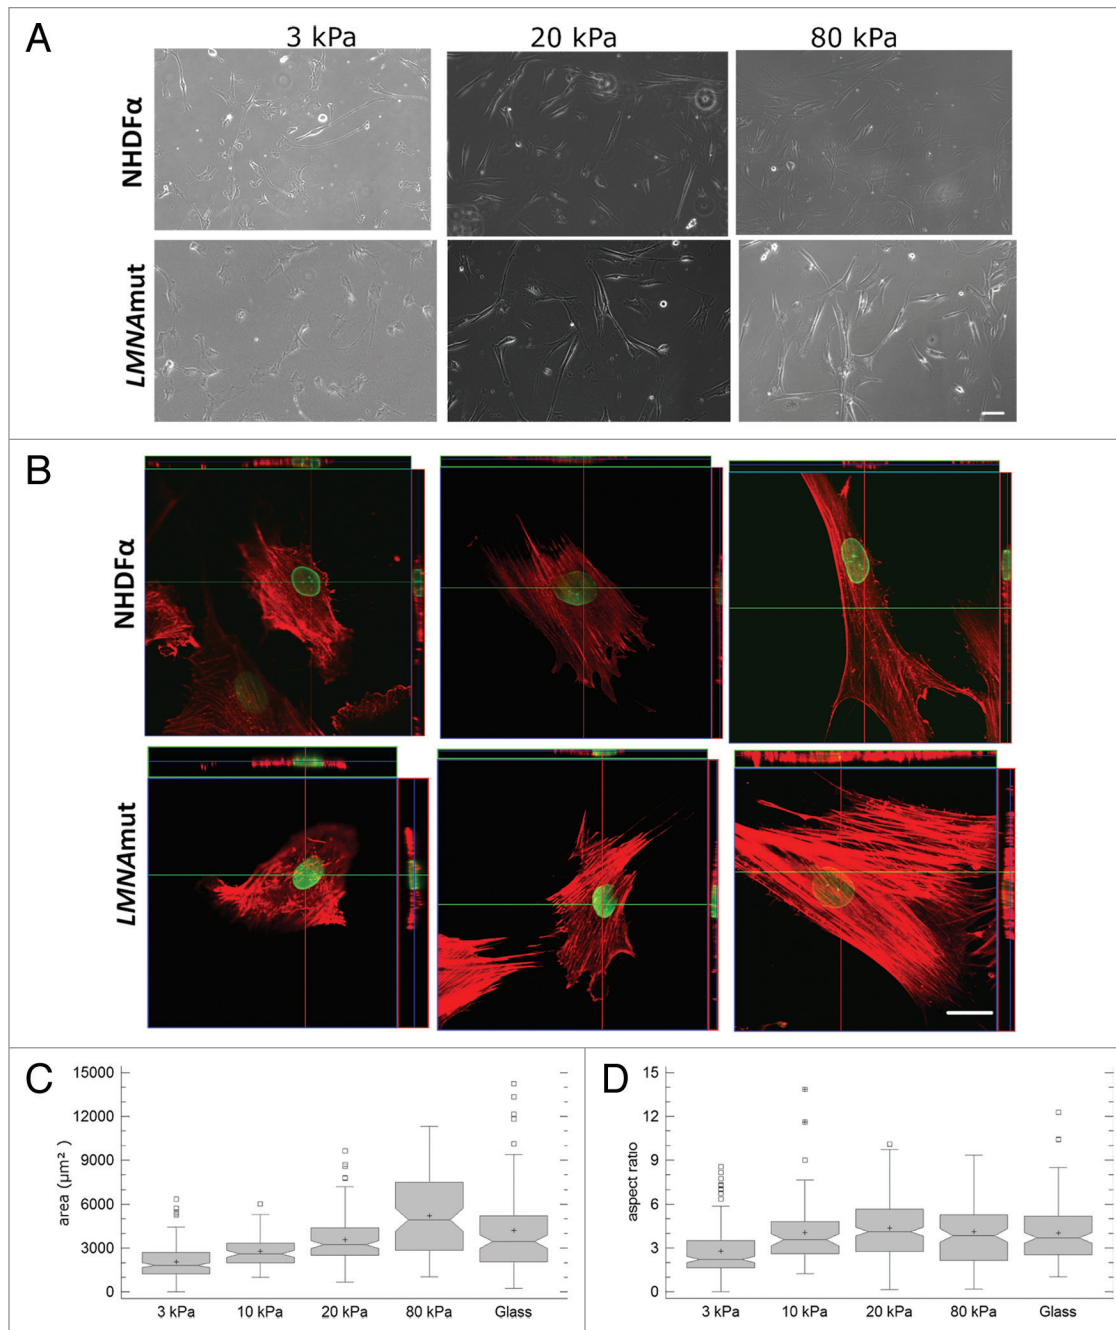 A
3 kPa 20 kPa 80 kPa
NHDFα
LMNAmut
B
NHDFα
LMNAmut
C
area (µm²)
15000
12000
9000
6000
3000
0
3 kPa 10 kPa 20 kPa 80 kPa Glass
D
aspect ratio
15
12
9
6
3
0
3 kPa 10 kPa 20 kPa 80 kPa Glass